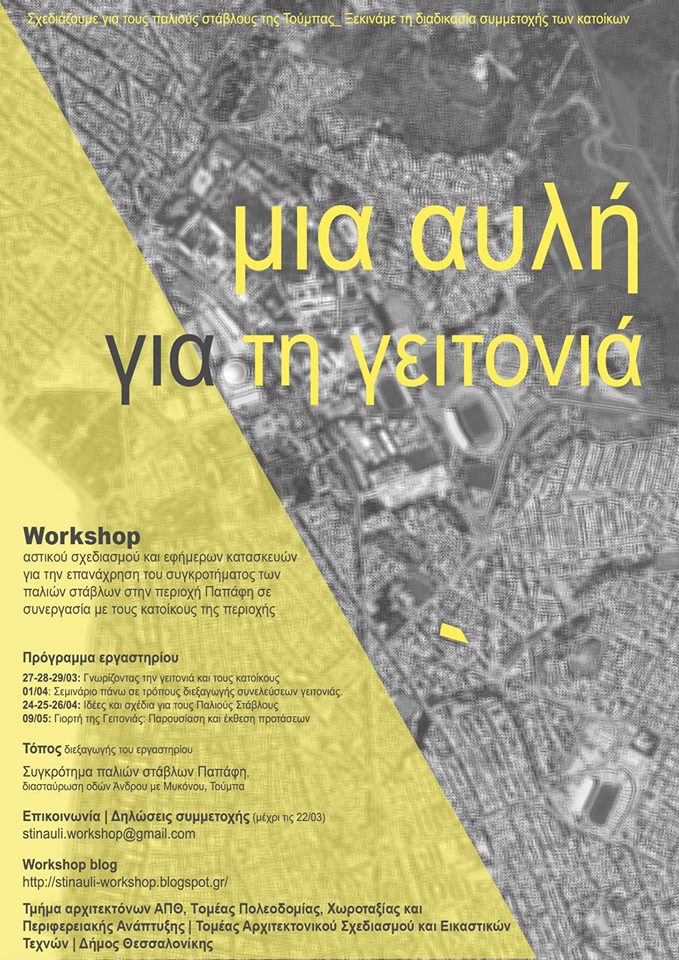 Σχεδιάζουμε για τους παλιούς στάβλους της Τούμπας_ Ξεκινάμε τη διαδικασία συμμετοχής των κατοίκων
μια αυλή
για τη γειτονιά
Workshop
αστικού σχεδιασμού και εφήμερων κατασκευών
για την επανάχρηση του συγκροτήματος των
παλιών στάβλων στην περιοχή Παπάφη σε
συνεργασία με τους κατοίκους της περιοχής
Πρόγραμμα εργαστηρίου
27-28-29/03: Γνωρίζοντας την γειτονιά και τους κατοίκους
01/04: Σεμινάριο πάνω σε τρόπους διεξαγωγής συνελεύσεων γειτονιάς.
24-25-26/04: Ιδέες και σχέδια για τους Παλιούς Στάβλους
09/05: Γιορτή της Γειτονιάς: Παρουσίαση και έκθεση προτάσεων
Τόπος διεξαγωγής του εργαστηρίου
Συγκρότημα παλιών στάβλων Παπάφη,
διασταύρωση οδών Άνδρου με Μυκόνου, Τούμπα
Επικοινωνία | Δηλώσεις συμμετοχής (μέχρι τις 22/03)
stinauli.workshop@gmail.com
Workshop blog
http://stinauli-workshop.blogspot.gr/
Τμήμα αρχιτεκτόνων ΑΠΘ, Τομέας Πολεοδομίας, Χωροταξίας και
Περιφερειακής Ανάπτυξης | Τομέας Αρχιτεκτονικού Σχεδιασμού και Εικαστικών
Τεχνών | Δήμος Θεσσαλονίκης